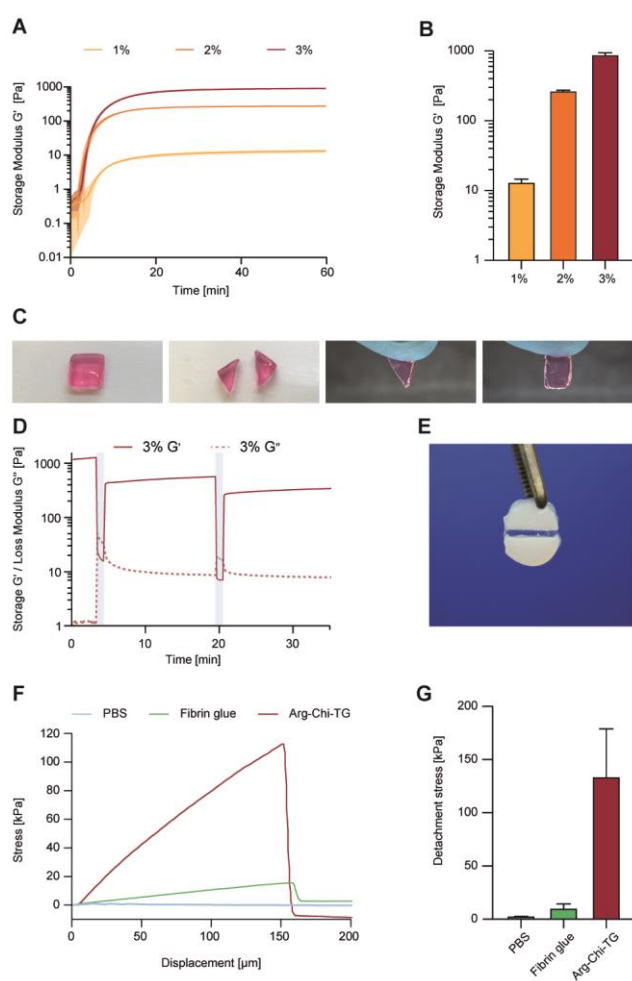 A
1% 2% 3%
Storage Modulus G' [Pa]
1000
100
10
1
0.1
0.01
0 20 40 60
Time [min]
B
Storage Modulus G' [Pa]
1000
100
10
1
1% 2% 3%
C
D
3% G' 3% G"
Storage G' / Loss Modulus G" [Pa]
1000
100
10
1
0 10 20 30
Time [min]
E
F
PBS Fibrin glue Arg-Chi-TG
Stress [kPa]
120
100
80
60
40
20
0
0 50 100 150 200
Displacement [µm]
G
Detachment stress [kPa]
200
150
100
50
0
PBS
Fibrin glue
Arg-Chi-TG